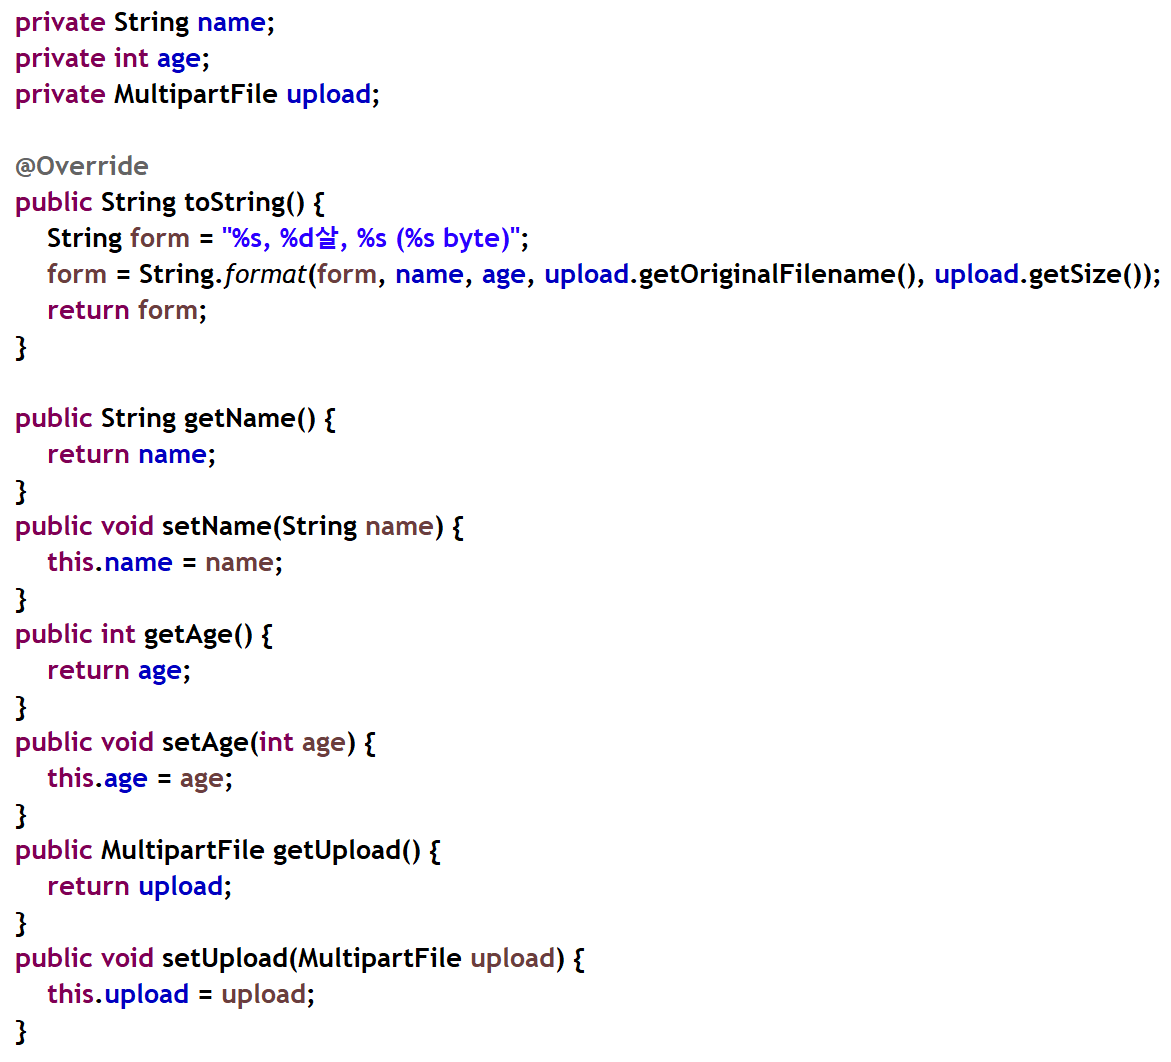 private String name;
private int age;
private MultipartFile upload;
@Override
public String toString() {
String form = "%s, %d살, %s (%s byte)";
form = String.format(form, name, age, upload.getOriginalFilename(), upload.getSize());
return form;
}
public String getName() {
return name;
}
public void setName(String name) {
this.name = name;
}
public int getAge() {
return age;
}
public void setAge(int age) {
this.age = age;
}
public MultipartFile getUpload() {
return upload;
}
public void setUpload(MultipartFile upload) {
this.upload = upload;
}